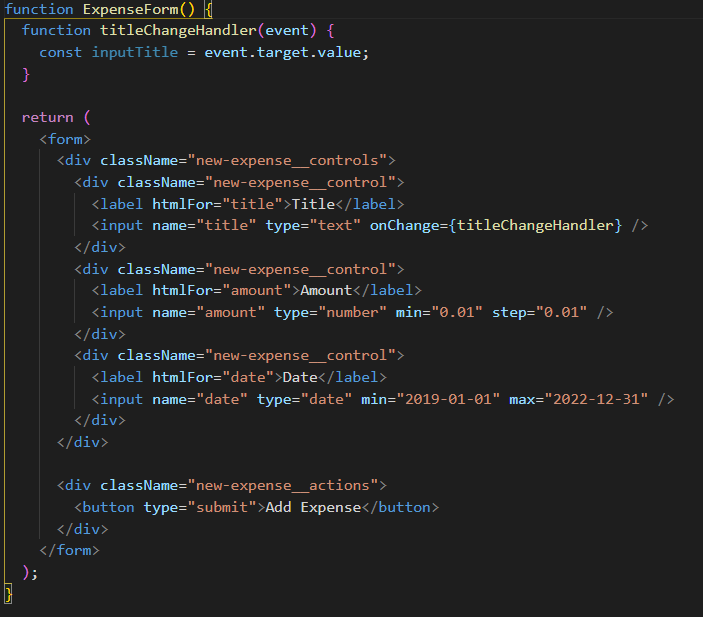 function ExpenseForm() {
  function titleChangeHandler(event) {
    const inputTitle = event.target.value;
  }

  return (
    <form>
      <div className="new-expense__controls">
        <div className="new-expense__control">
          <label htmlFor="title">Title</label>
          <input name="title" type="text" onChange={titleChangeHandler} />
        </div>
        <div className="new-expense__control">
          <label htmlFor="amount">Amount</label>
          <input name="amount" type="number" min="0.01" step="0.01" />
        </div>
        <div className="new-expense__control">
          <label htmlFor="date">Date</label>
          <input name="date" type="date" min="2019-01-01" max="2022-12-31" />
        </div>
      </div>

      <div className="new-expense__actions">
        <button type="submit">Add Expense</button>
      </div>
    </form>
  );
}